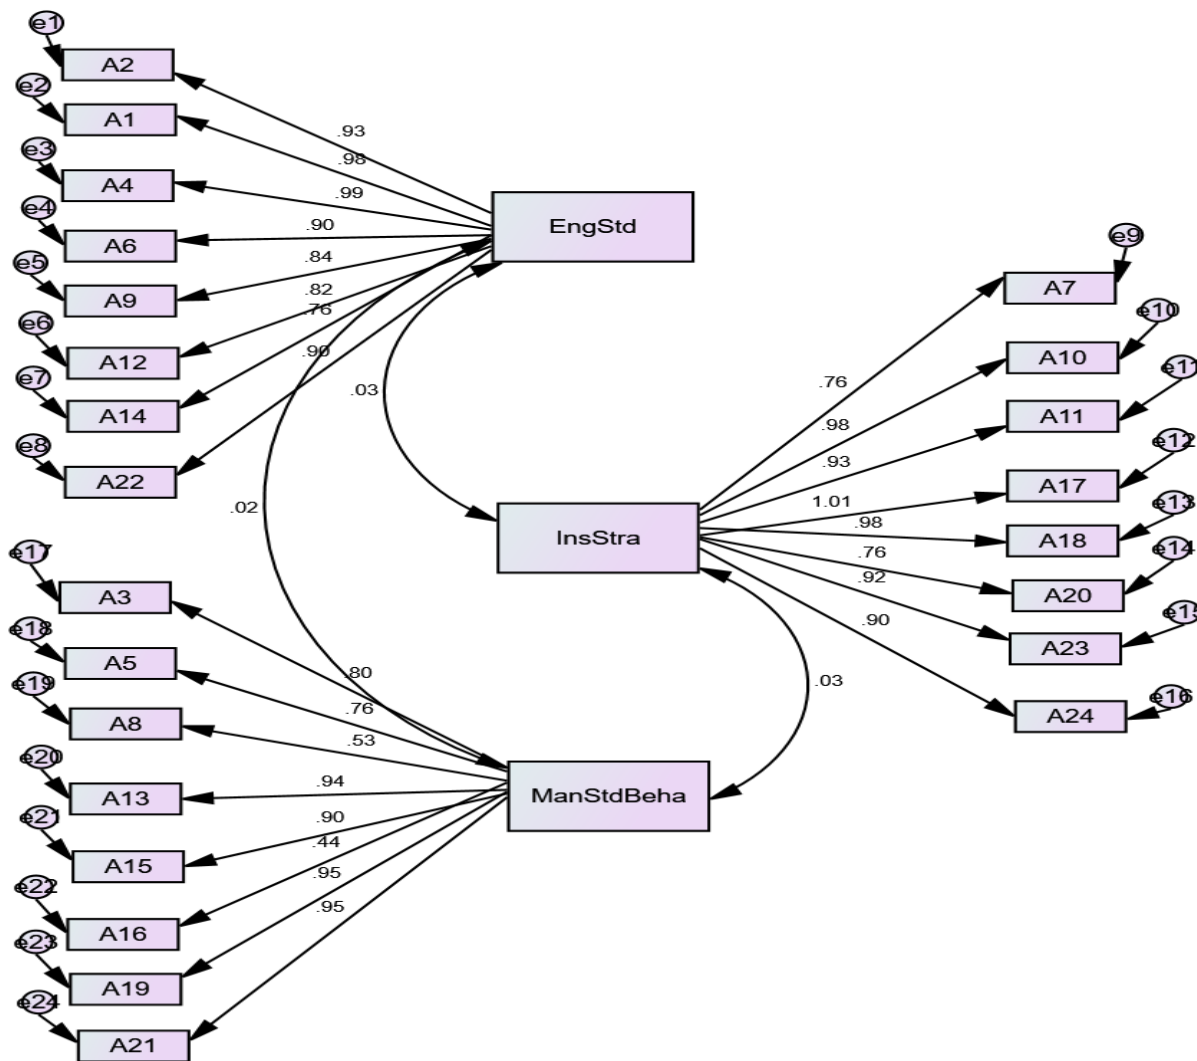 e1
A2
e2
A1
e3
A4
e4
A6
e5
A9
e6
A12
e7
A14
e8
A22
.93
.98
.99
.90
.84
.82
.76
.90
EngStd
.03
.02
InsStra
.03
.76
.98
.93
1.01
.98
.76
.92
.90
e9
A7
e10
A10
e11
A11
e12
A17
e13
A18
e14
A20
e15
A23
e16
A24
e17
A3
e18
A5
e19
A8
e20
A13
e21
A15
e22
A16
e23
A19
e24
A21
.80
.76
.53
.94
.90
.44
.95
.95
ManStdBeha